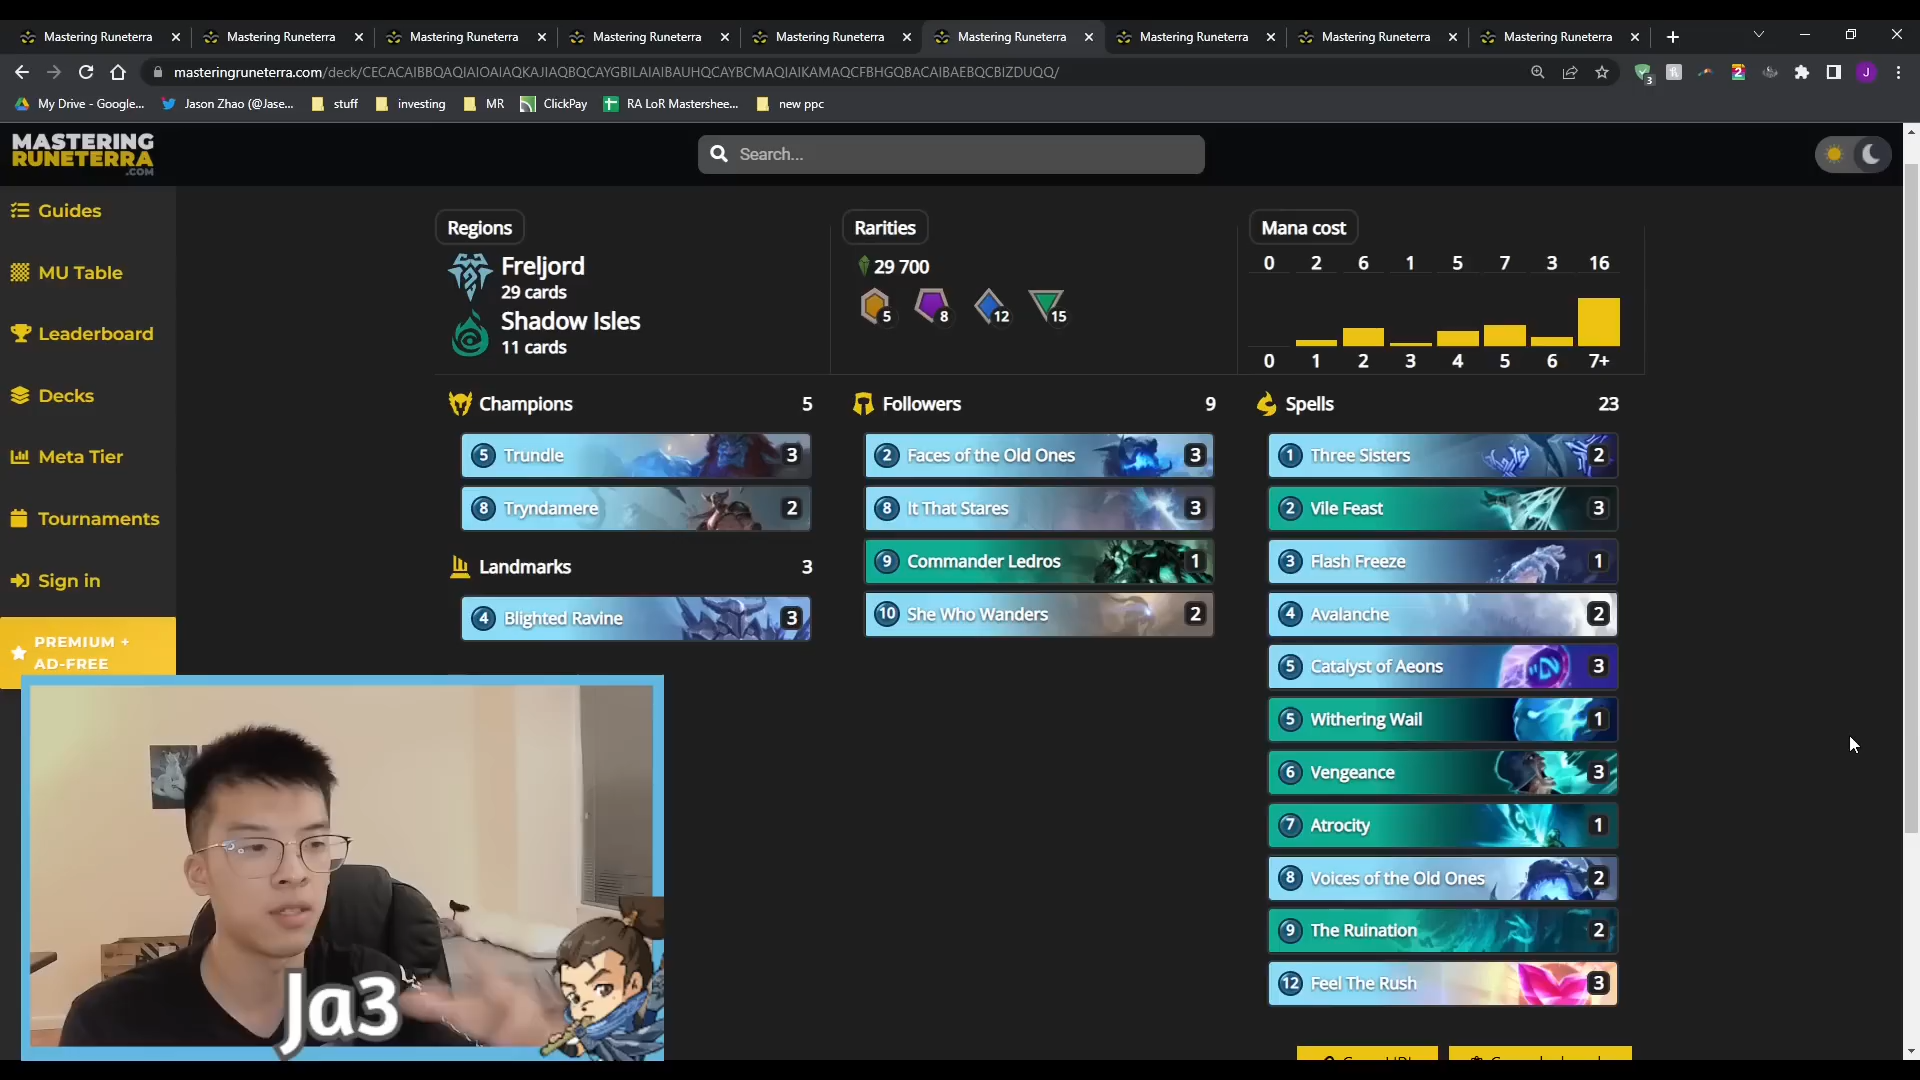 Mastering Runeterra
Mastering Runeterra
Mastering Runeterra
Mastering Runeterra
Mastering Runeterra
Mastering Runeterra
Mastering Runeterra
Mastering Runeterra
Mastering Runeterra
masteringruneterra.com/deck/CECACAIBBQAQIAIOAIAQKAJIAQBQCAYGBILAIAIBAUHQCAYBCMAQIAIKAMAQCFBHGQBACAIBAEBQCBIZDUQQ/
3
2
J
My Drive - Google...
Jason Zhao (@Jase...
stuff
investing
MR
ClickPay
RA LoR Mastershee...
new ppc
MASTERING
RUNETERRA
.COM
Search...
Guides
MU Table
Leaderboard
Decks
Meta Tier
Tournaments
Sign in
PREMIUM +
AD-FREE
Regions
Freljord
29 cards
Shadow Isles
11 cards
Rarities
29 700
5 8 12 15
Mana cost
0 2 6 1 5 7 3 16
0 1 2 3 4 5 6 7+
Champions 5
5 Trundle 3
8 Tryndamere 2
Landmarks 3
4 Blighted Ravine 3
Followers 9
2 Faces of the Old Ones 3
8 It That Stares 3
9 Commander Ledros 1
10 She Who Wanders 2
Spells 23
1 Three Sisters 2
2 Vile Feast 3
3 Flash Freeze 1
4 Avalanche 2
5 Catalyst of Aeons 3
5 Withering Wail 1
6 Vengeance 3
7 Atrocity 1
8 Voices of the Old Ones 2
9 The Ruination 2
12 Feel The Rush 3
Ja3